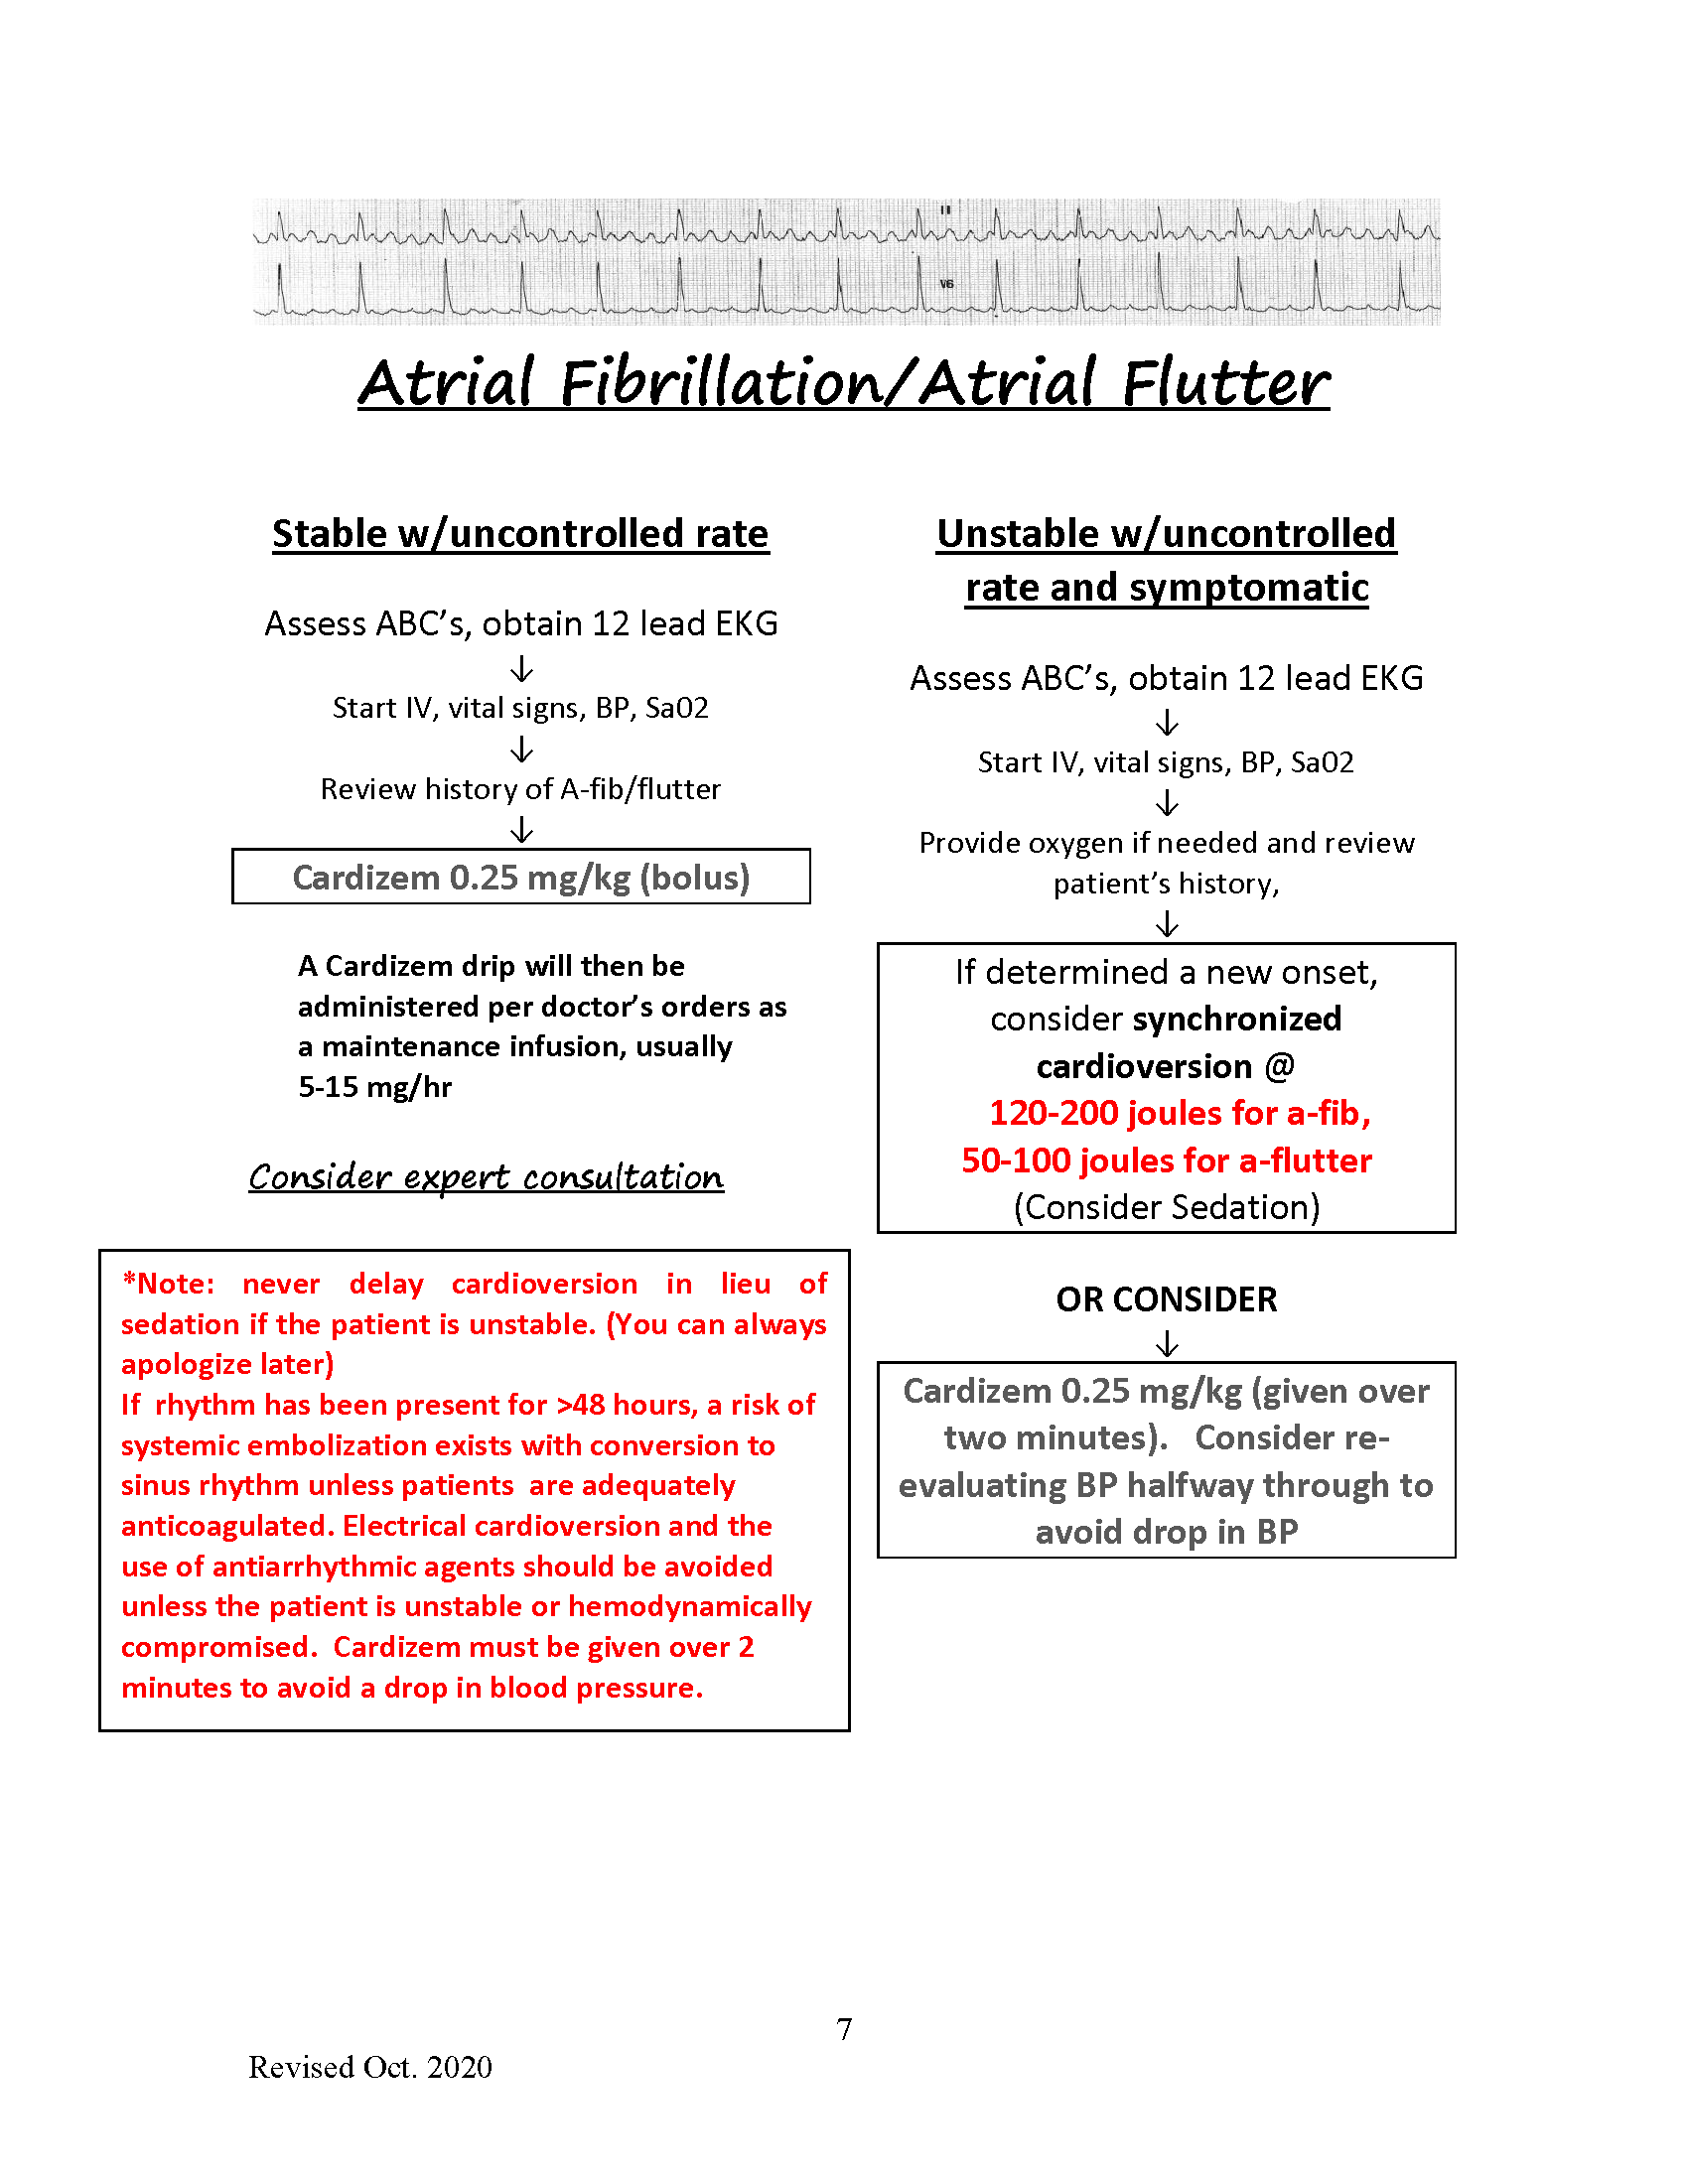 II
V6
Atrial Fibrillation/Atrial Flutter
Stable w/uncontrolled rate
Assess ABC’s, obtain 12 lead EKG
↓
Start IV, vital signs, BP, Sa02
↓
Review history of A-fib/flutter
↓
Cardizem 0.25 mg/kg (bolus)
A Cardizem drip will then be
administered per doctor’s orders as
a maintenance infusion, usually
5-15 mg/hr
Consider expert consultation
*Note: never delay cardioversion in lieu of
sedation if the patient is unstable. (You can always
apologize later)
If rhythm has been present for >48 hours, a risk of
systemic embolization exists with conversion to
sinus rhythm unless patients are adequately
anticoagulated. Electrical cardioversion and the
use of antiarrhythmic agents should be avoided
unless the patient is unstable or hemodynamically
compromised. Cardizem must be given over 2
minutes to avoid a drop in blood pressure.
Unstable w/uncontrolled
rate and symptomatic
Assess ABC’s, obtain 12 lead EKG
↓
Start IV, vital signs, BP, Sa02
↓
Provide oxygen if needed and review
patient’s history,
↓
If determined a new onset,
consider synchronized
cardioversion @
120-200 joules for a-fib,
50-100 joules for a-flutter
(Consider Sedation)
OR CONSIDER
↓
Cardizem 0.25 mg/kg (given over
two minutes). Consider re-
evaluating BP halfway through to
avoid drop in BP
7
Revised Oct. 2020